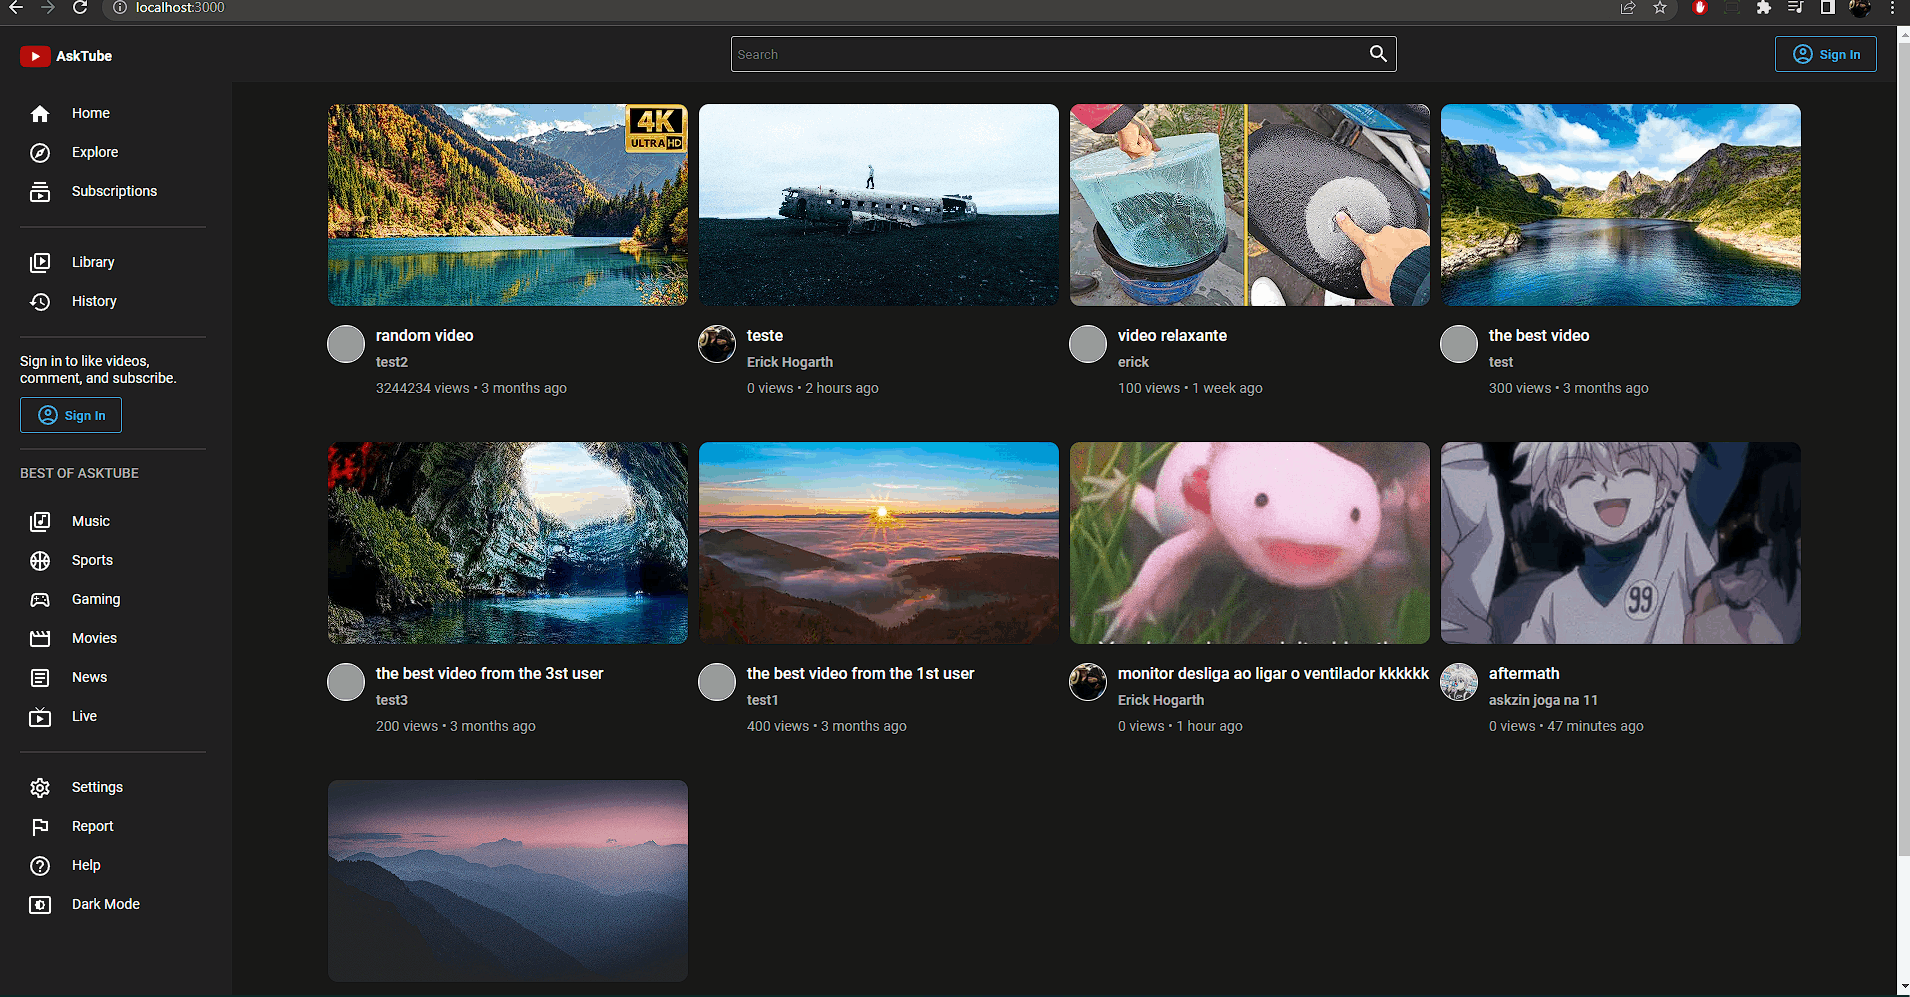 localhost:3000
AskTube
Search
Sign In
Home
Explore
Subscriptions
Library
History
Sign in to like videos,
comment, and subscribe.
Sign In
BEST OF ASKTUBE
Music
Sports
Gaming
Movies
News
Live
Settings
Report
Help
Dark Mode
4K
ULTRA HD
random video
test2
3244234 views • 3 months ago
teste
Erick Hogarth
0 views • 2 hours ago
video relaxante
erick
100 views • 1 week ago
the best video
test
300 views • 3 months ago
the best video from the 3st user
test3
200 views • 3 months ago
the best video from the 1st user
test1
400 views • 3 months ago
monitor desliga ao ligar o ventilador kkkkkk
Erick Hogarth
0 views • 1 hour ago
99
aftermath
askzin joga na 11
0 views • 47 minutes ago